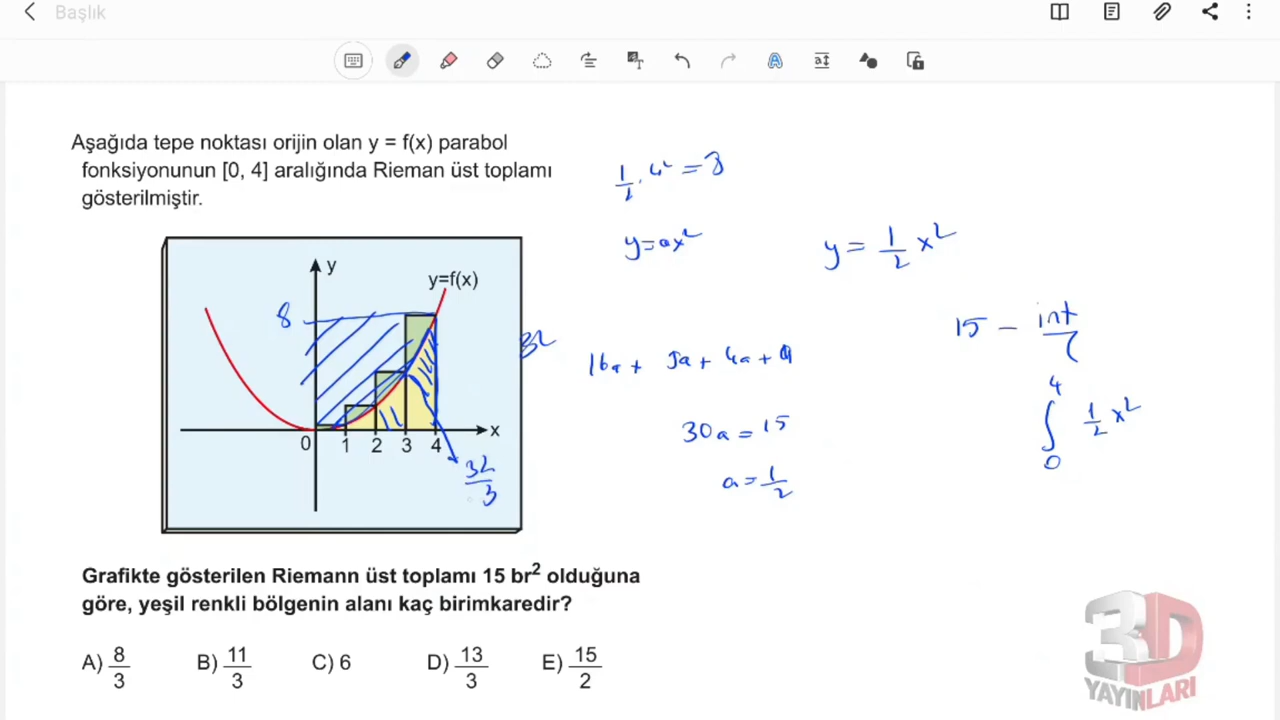 Başlık
Aşağıda tepe noktası orijin olan y = f(x) parabol
fonksiyonunun [0, 4] aralığında Rieman üst toplamı
gösterilmiştir.
y
y=f(x)
8
x
0 1 2 3 4
32
32/3
1/2 . 4² = 8
y=ax²
y = 1/2 x²
15 - int
16a + 9a + 4a + a
30a = 15
a = 1/2
∫₀⁴ 1/2 x²
Grafikte gösterilen Riemann üst toplamı 15 br² olduğuna
göre, yeşil renkli bölgenin alanı kaç birimkaredir?
A) 8/3 B) 11/3 C) 6 D) 13/3 E) 15/2
3D
YAYINLARI